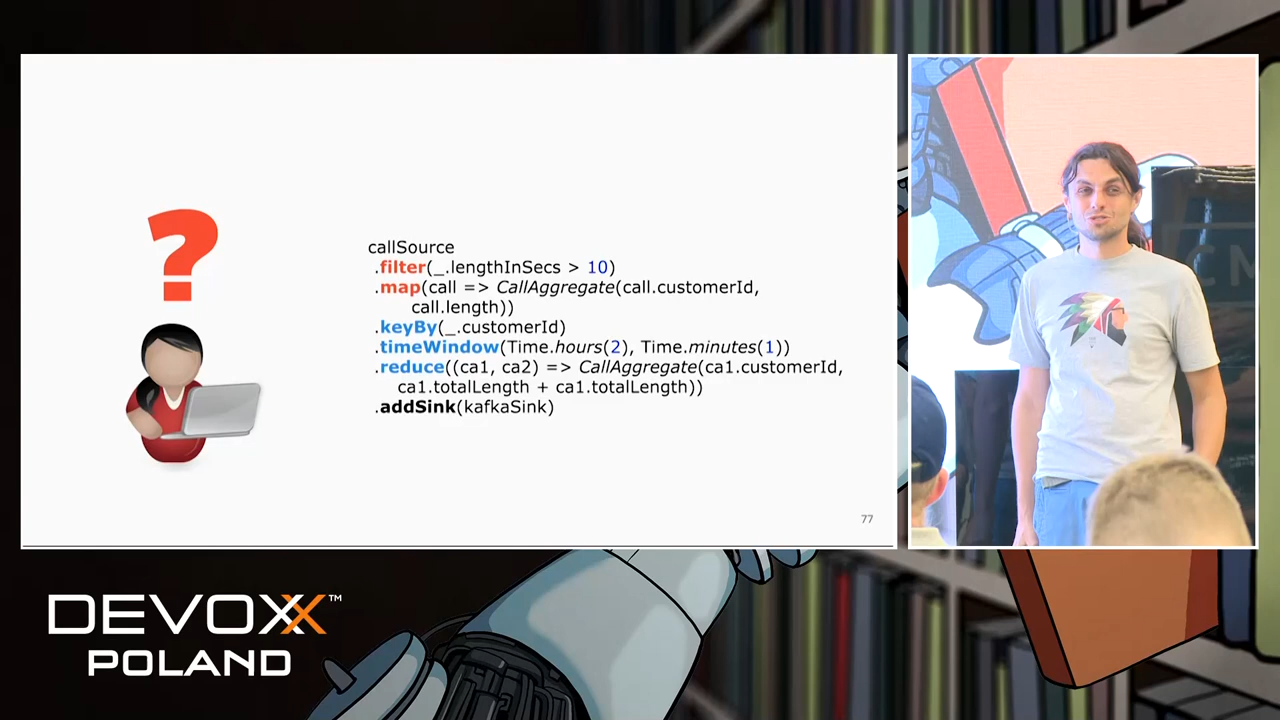 ?
callSource
.filter(_.lengthInSecs > 10)
.map(call => CallAggregate(call.customerId,
call.length))
.keyBy(_.customerId)
.timeWindow(Time.hours(2), Time.minutes(1))
.reduce((ca1, ca2) => CallAggregate(ca1.customerId,
ca1.totalLength + ca1.totalLength))
.addSink(kafkaSink)
77
CM
DEVOXX™
POLAND